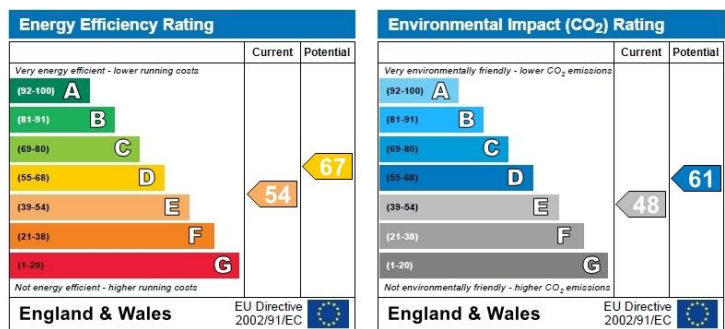 Energy Efficiency Rating
Current Potential
Very energy efficient - lower running costs
(92-100) A
(81-91) B
(69-80) C
(55-68) D
(39-54) E
(21-38) F
(1-20) G
67
54
Not energy efficient - higher running costs
England & Wales
EU Directive
2002/91/EC
Environmental Impact (CO₂) Rating
Current Potential
Very environmentally friendly - lower CO₂ emissions
(92-100) A
(81-91) B
(69-80) C
(55-68) D
(39-54) E
(21-38) F
(1-20) G
61
48
Not environmentally friendly - higher CO₂ emissions
England & Wales
EU Directive
2002/91/EC